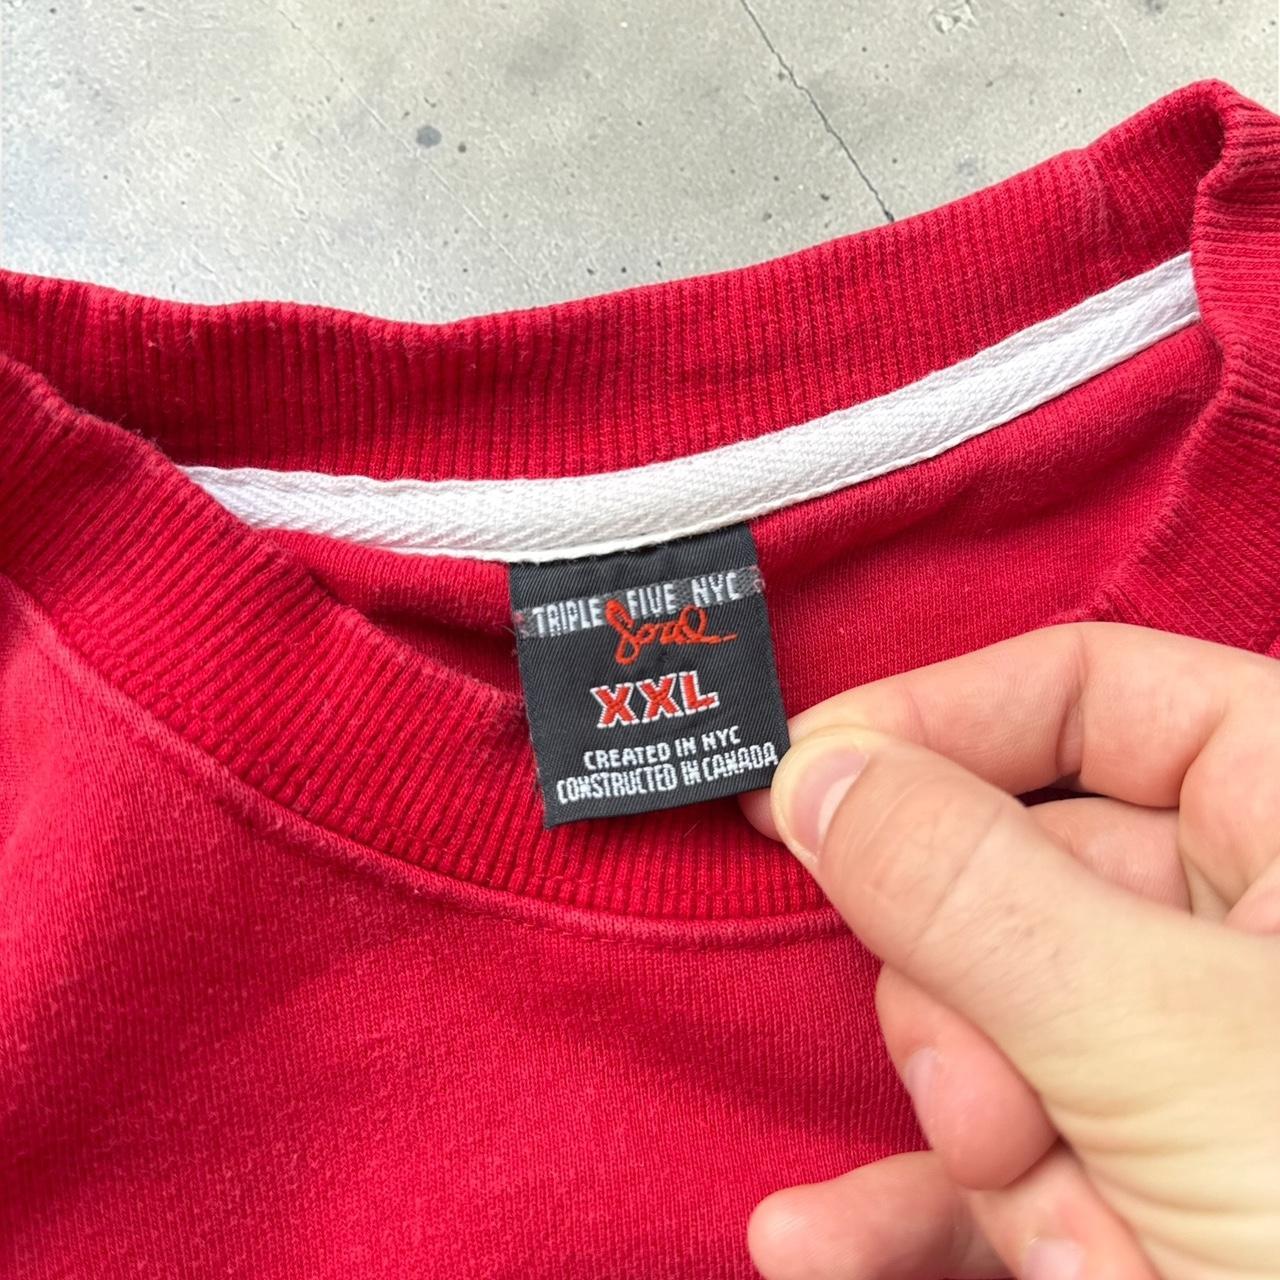 TRIPLE FIVE NYC
Soul
XXL
CREATED IN NYC
CONSTRUCTED IN CANADA